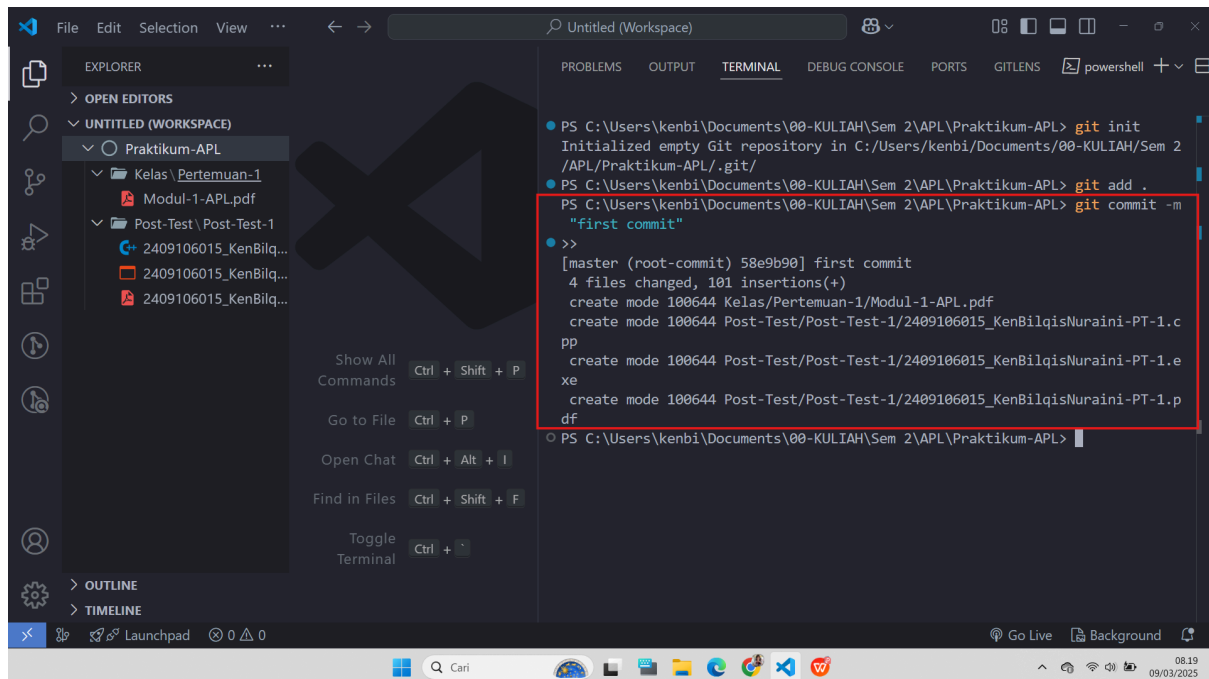 File Edit Selection View ··· Untitled (Workspace)
EXPLORER ···
OPEN EDITORS
UNTITLED (WORKSPACE)
Praktikum-APL
Kelas\Pertemuan-1
Modul-1-APL.pdf
Post-Test\Post-Test-1
2409106015_KenBilq...
2409106015_KenBilq...
2409106015_KenBilq...
OUTLINE
TIMELINE
Show All Commands Ctrl + Shift + P
Go to File Ctrl + P
Open Chat Ctrl + Alt + I
Find in Files Ctrl + Shift + F
Toggle Terminal Ctrl + `
PROBLEMS OUTPUT TERMINAL DEBUG CONSOLE PORTS GITLENS powershell
PS C:\Users\kenbi\Documents\00-KULIAH\Sem 2\APL\Praktikum-APL> git init
Initialized empty Git repository in C:/Users/kenbi/Documents/00-KULIAH/Sem 2
/APL/Praktikum-APL/.git/
PS C:\Users\kenbi\Documents\00-KULIAH\Sem 2\APL\Praktikum-APL> git add .
PS C:\Users\kenbi\Documents\00-KULIAH\Sem 2\APL\Praktikum-APL> git commit -m
"first commit"
>>
[master (root-commit) 58e9b90] first commit
4 files changed, 101 insertions(+)
create mode 100644 Kelas/Pertemuan-1/Modul-1-APL.pdf
create mode 100644 Post-Test/Post-Test-1/2409106015_KenBilqisNuraini-PT-1.c
pp
create mode 100644 Post-Test/Post-Test-1/2409106015_KenBilqisNuraini-PT-1.e
xe
create mode 100644 Post-Test/Post-Test-1/2409106015_KenBilqisNuraini-PT-1.p
df
PS C:\Users\kenbi\Documents\00-KULIAH\Sem 2\APL\Praktikum-APL>
Launchpad 0 0 Go Live Background
Cari
08.19
09/03/2025